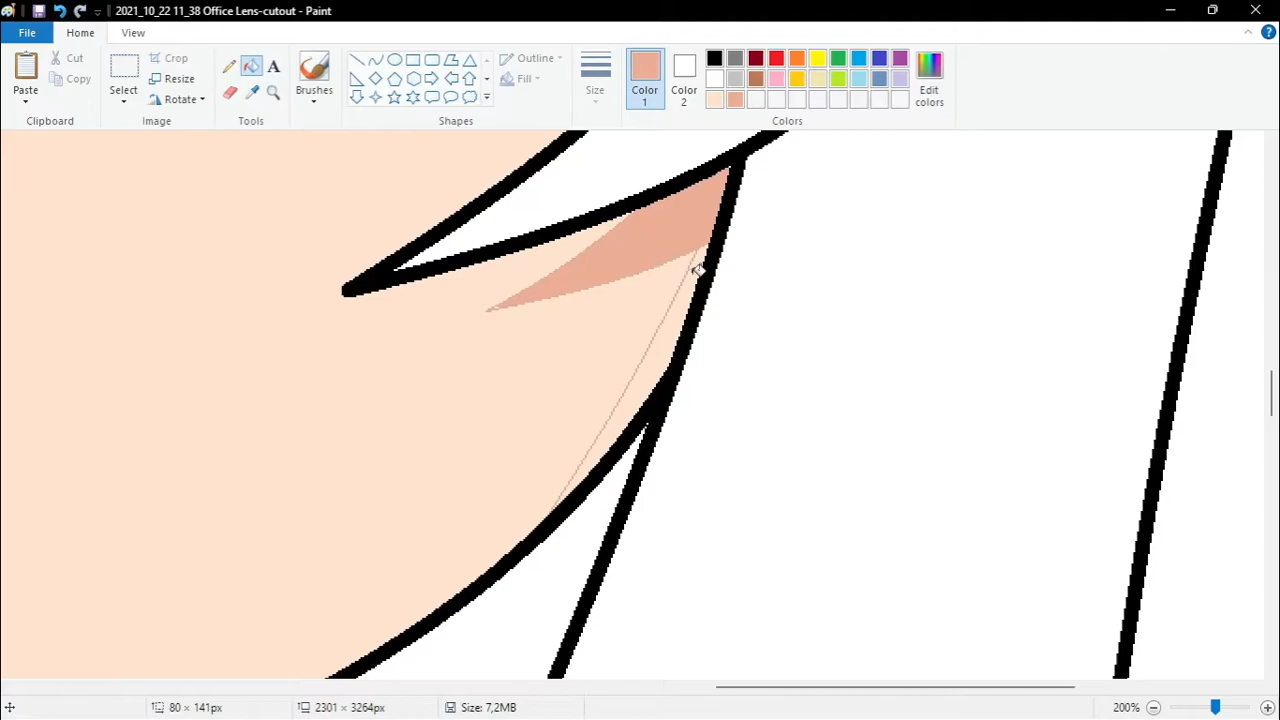 2021_10_22 11_38 Office Lens-cutout - Paint
File Home View
Paste Cut Copy
Clipboard
Select Crop Resize Rotate
Image
A
Tools
Brushes
Outline
Fill
Shapes
Size
Color 1
Color 2
Edit colors
Colors
80 × 141px
2301 × 3264px
Size: 7,2MB
200%